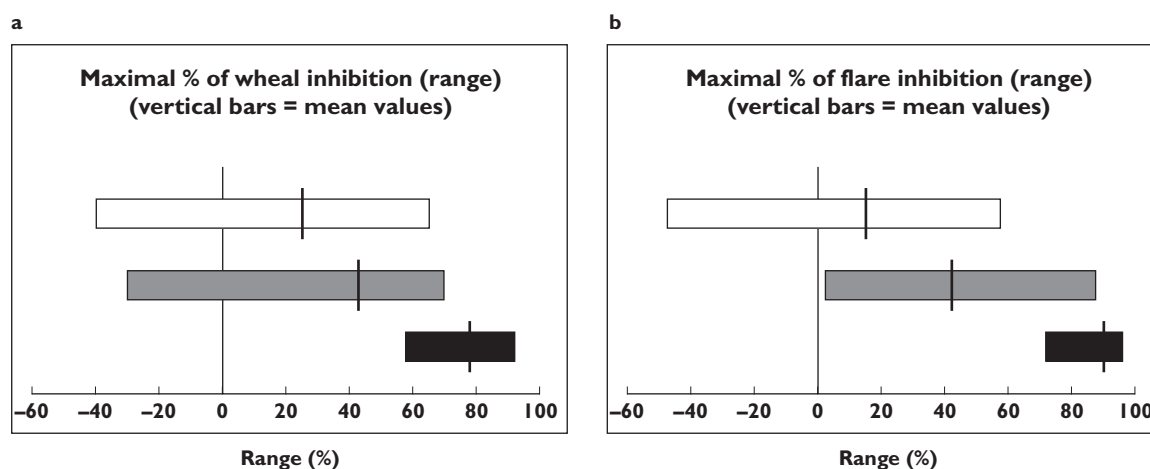 a
Maximal % of wheal inhibition (range)
(vertical bars = mean values)
–60 –40 –20 0 20 40 60 80 100
Range (%)
b
Maximal % of flare inhibition (range)
(vertical bars = mean values)
–60 –40 –20 0 20 40 60 80 100
Range (%)